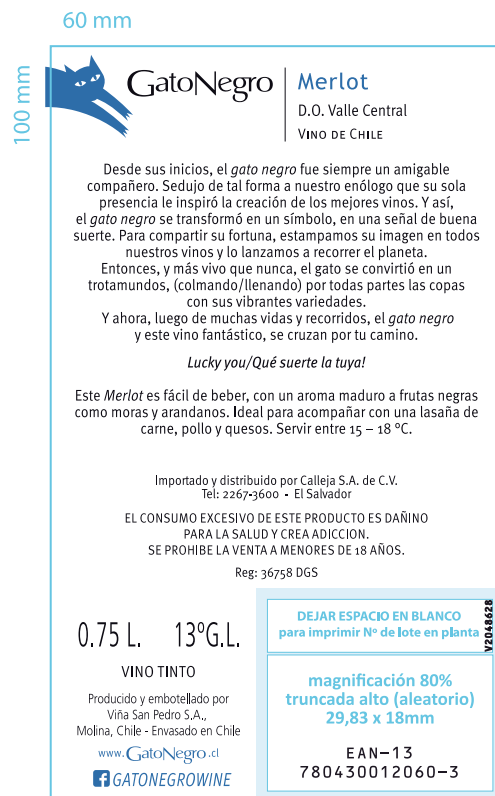 60 mm
100 mm
GatoNegro
Merlot
D.O. Valle Central
VINO DE CHILE
Desde sus inicios, el gato negro fue siempre un amigable
compañero. Sedujo de tal forma a nuestro enólogo que su sola
presencia le inspiró la creación de los mejores vinos. Y así,
el gato negro se transformó en un símbolo, en una señal de buena
suerte. Para compartir su fortuna, estampamos su imagen en todos
nuestros vinos y lo lanzamos a recorrer el planeta.
Entonces, y más vivo que nunca, el gato se convirtió en un
trotamundos, (colmando/llenando) por todas partes las copas
con sus vibrantes variedades.
Y ahora, luego de muchas vidas y recorridos, el gato negro
y este vino fantástico, se cruzan por tu camino.
Lucky you/Qué suerte la tuya!
Este Merlot es fácil de beber, con un aroma maduro a frutas negras
como moras y arandanos. Ideal para acompañar con una lasaña de
carne, pollo y quesos. Servir entre 15 – 18 °C.
Importado y distribuido por Calleja S.A. de C.V.
Tel: 2267-3600 - El Salvador
EL CONSUMO EXCESIVO DE ESTE PRODUCTO ES DAÑINO
PARA LA SALUD Y CREA ADICCION.
SE PROHIBE LA VENTA A MENORES DE 18 AÑOS.
Reg: 36758 DGS
0.75 L. 13°G.L.
VINO TINTO
Producido y embotellado por
Viña San Pedro S.A.,
Molina, Chile - Envasado en Chile
www.GatoNegro.cl
f GATONEGROWINE
DEJAR ESPACIO EN BLANCO
para imprimir Nº de lote en planta
V2048628
magnificación 80%
truncada alto (aleatorio)
29,83 x 18mm
EAN-13
780430012060-3